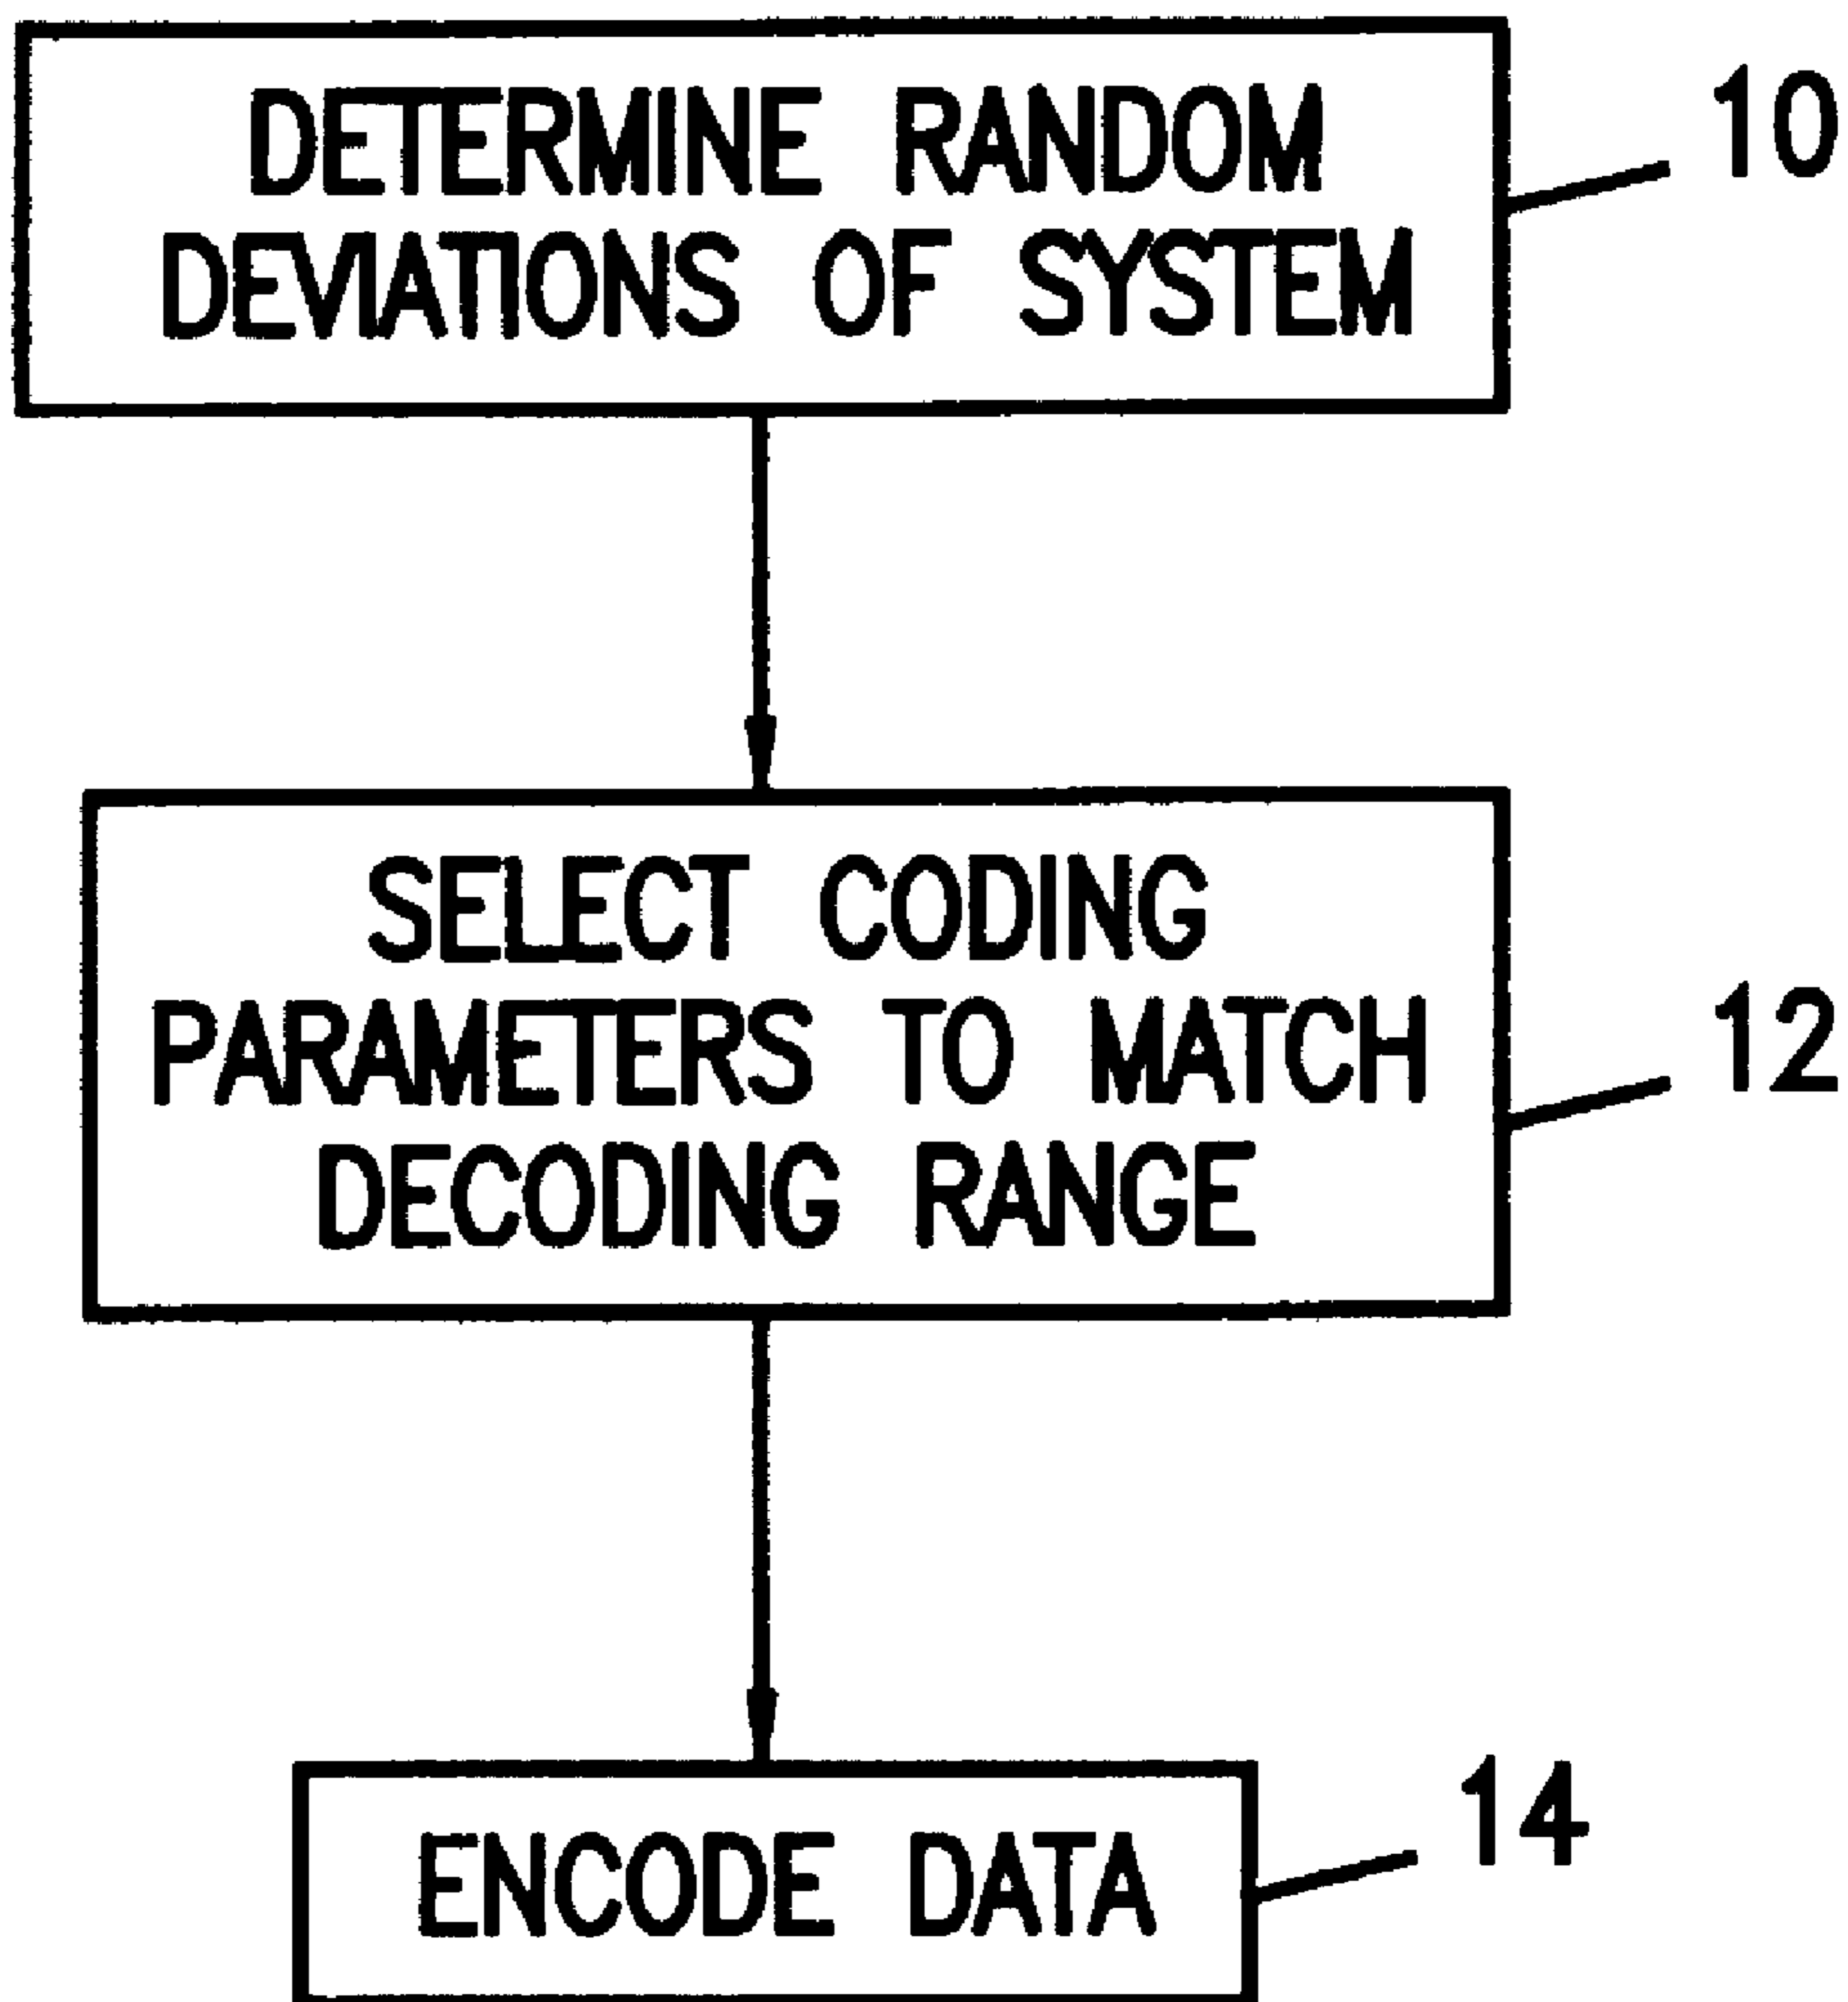 DETERMINE RANDOM
DEVIATIONS OF SYSTEM
10
SELECT CODING
PARAMETERS TO MATCH
DECODING RANGE
12
ENCODE DATA
14